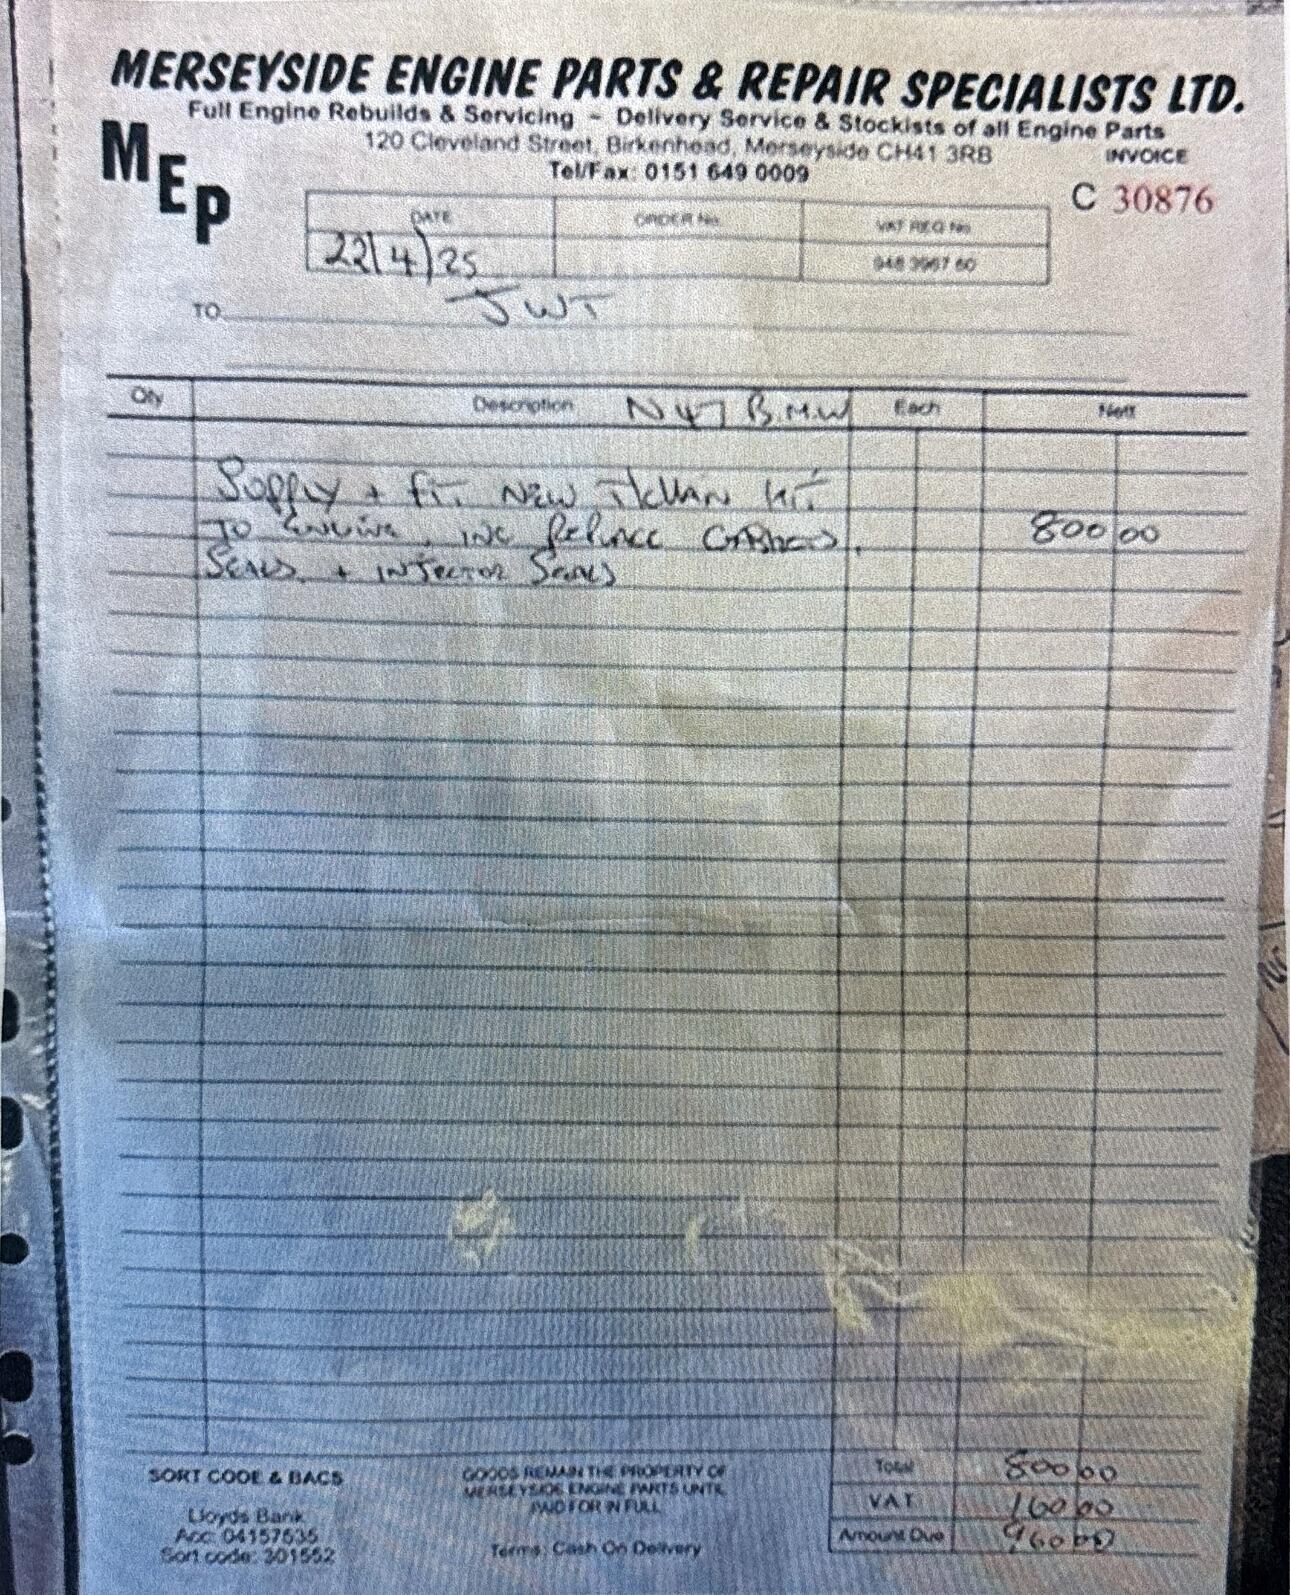 MERSEYSIDE ENGINE PARTS & REPAIR SPECIALISTS LTD.
Full Engine Rebuilds & Servicing ~ Delivery Service & Stockists of all Engine Parts
120 Cleveland Street, Birkenhead, Merseyside CH41 3RB
Tel/Fax: 0151 649 0009
MEP
INVOICE
C 30876
DATE ORDER No. VAT REG No
22/4/25 948 3967 60
TO JWT
Qty Description N47 B.M.W Each Nett
Supply + fit New Kit
To Engine, inc Gaskets, 800 00
Seals + injector Seals
SORT CODE & BACS
Lloyds Bank
Acc: 04157535
Sort code: 301552
GOODS REMAIN THE PROPERTY OF
MERSEYSIDE ENGINE PARTS UNTIL
PAID FOR IN FULL
Terms: Cash On Delivery
Total 800 00
VAT 160 00
Amount Due 960 00